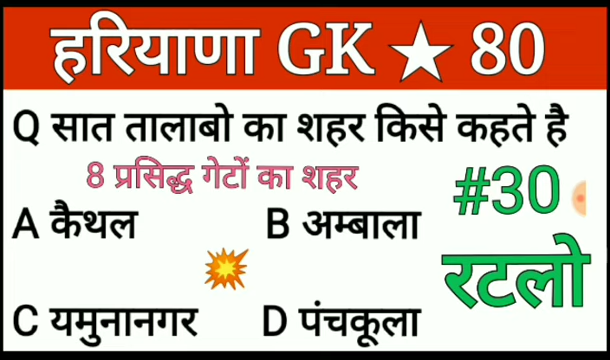 हरियाणा GK ★ 80
Q सात तालाबो का शहर किसे कहते है
8 प्रसिद्ध गेटों का शहर
#30
A कैथल B अम्बाला
रटलो
C यमुनानगर D पंचकूला